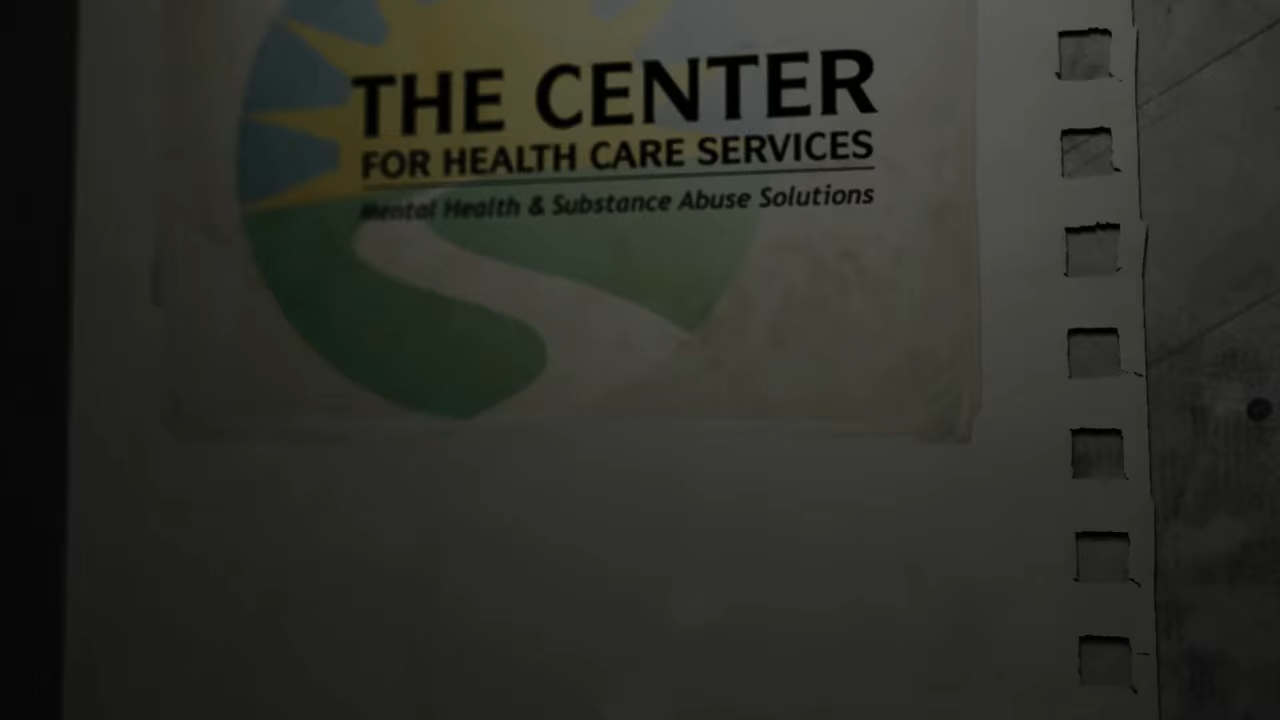 THE CENTER
FOR HEALTH CARE SERVICES
Mental Health & Substance Abuse Solutions